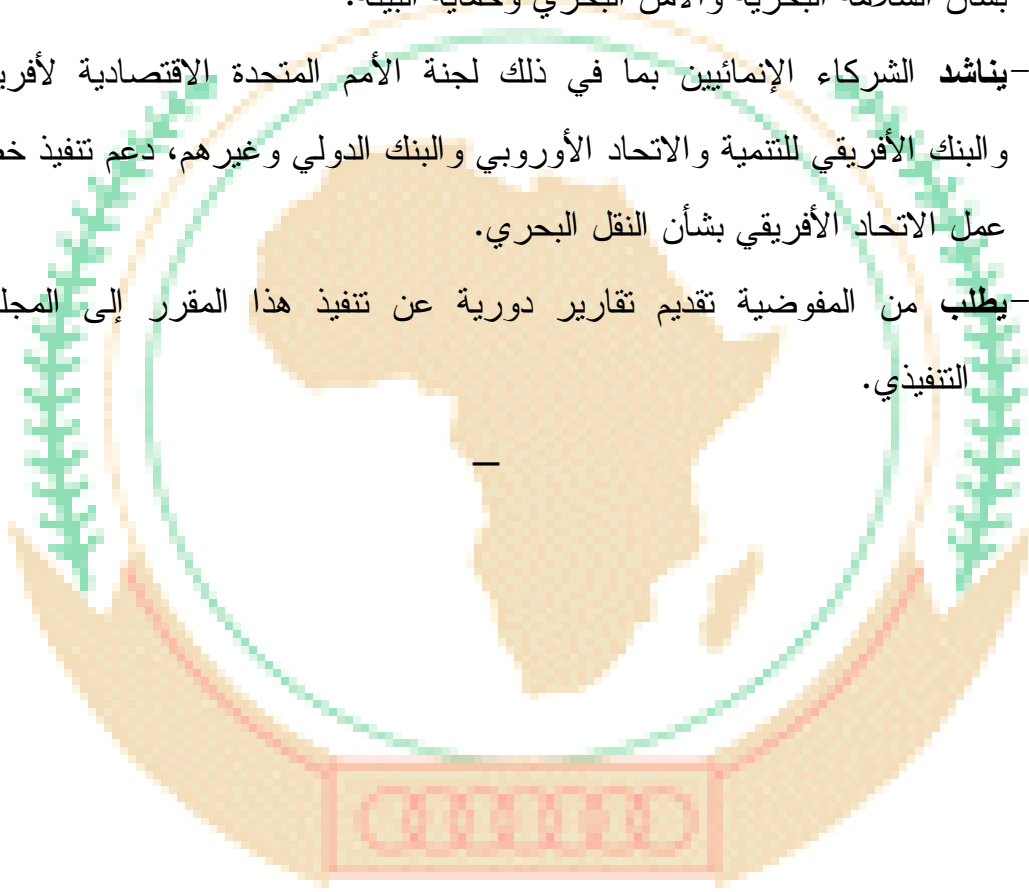 بشأن السلامة البحرية والأمن البحري وحماية البيئة.
-يناشد الشركاء الإنمائيين بما في ذلك لجنة الأمم المتحدة الاقتصادية
والبنك الأفريقي للتنمية والاتحاد الأوروبي والبنك الدولي وغيرهم، دعم تنفيذ
عمل الاتحاد الأفريقي بشأن النقل البحري.
-يطلب من المفوضية تقديم تقارير دورية عن تنفيذ هذا المقرر إلى
التنفيذي.
–